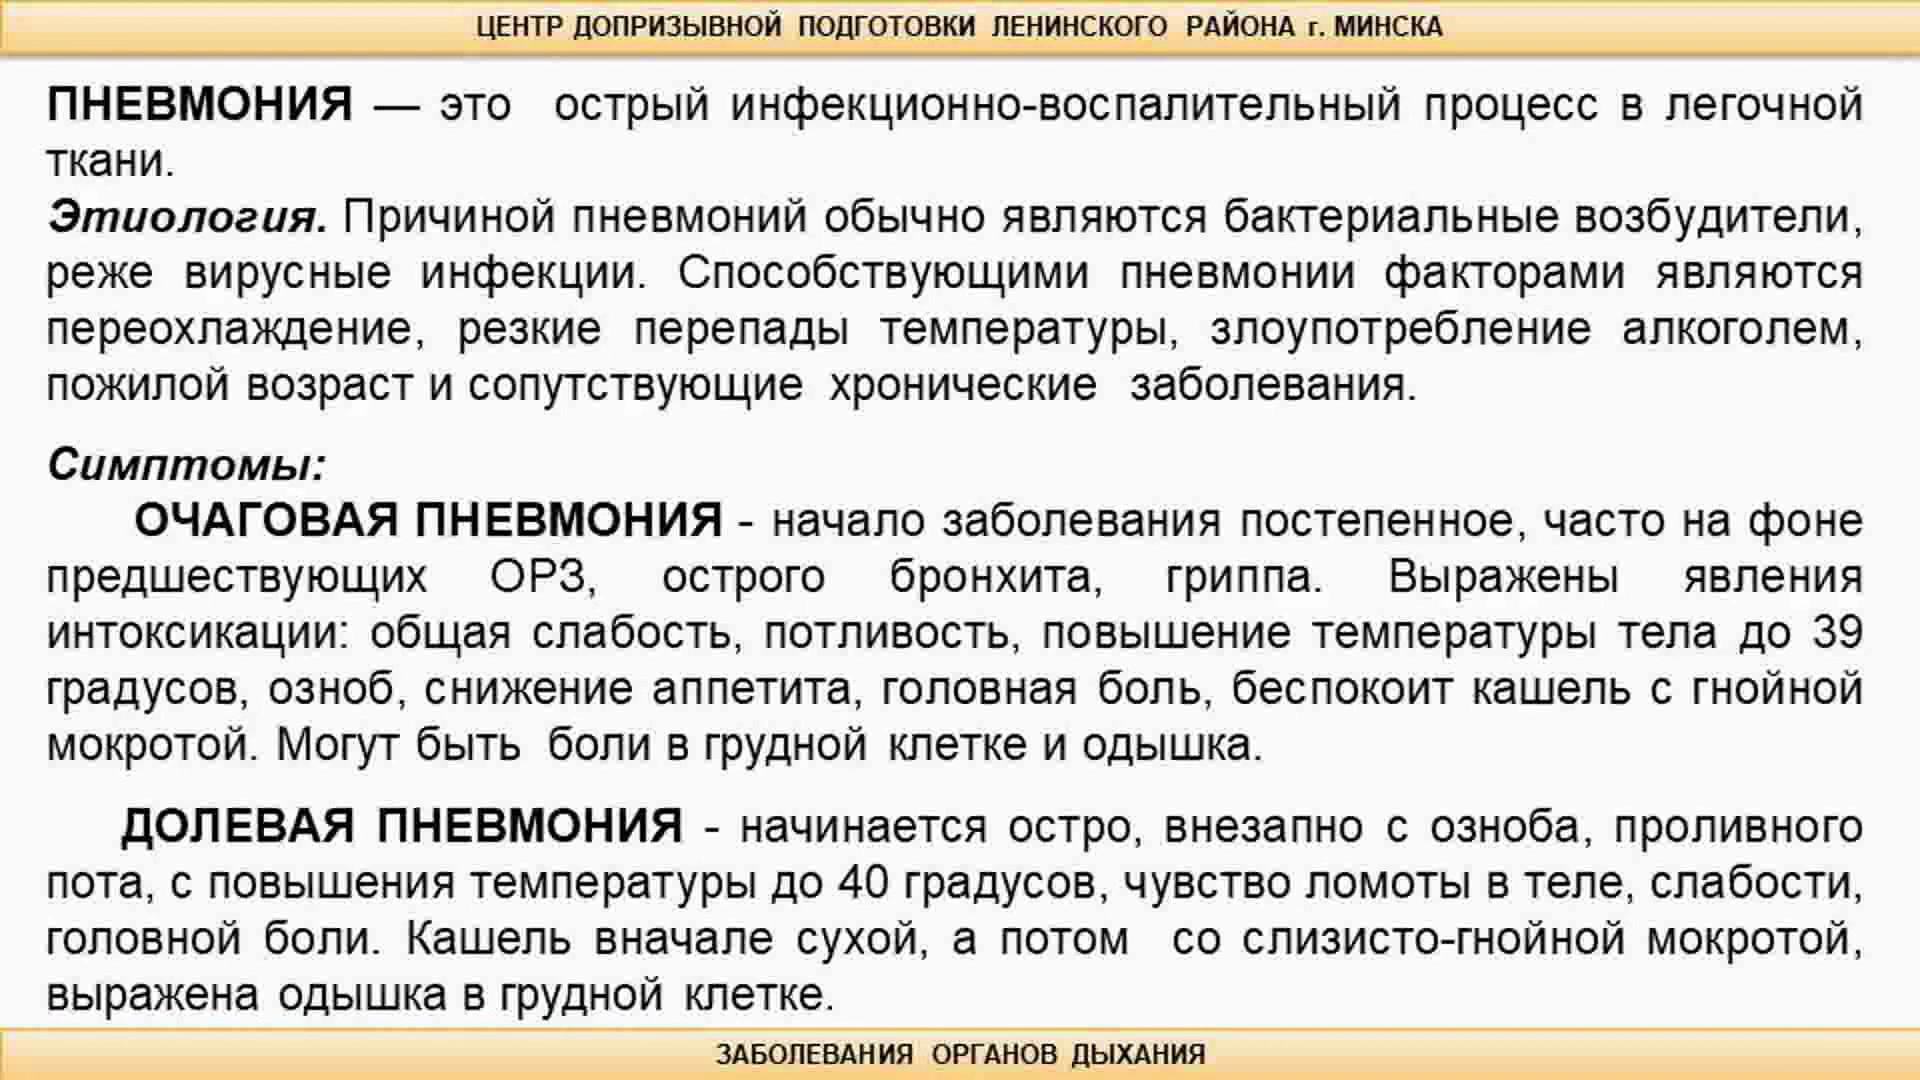 ЦЕНТР ДОПРИЗЫВНОЙ ПОДГОТОВКИ ЛЕНИНСКОГО РАЙОНА г. МИНСКА
ПНЕВМОНИЯ — это острый инфекционно-воспалительный процесс в легочной
ткани.
Этиология. Причиной пневмоний обычно являются бактериальные возбудители,
реже вирусные инфекции. Способствующими пневмонии факторами являются
переохлаждение, резкие перепады температуры, злоупотребление алкоголем,
пожилой возраст и сопутствующие хронические заболевания.
Симптомы:
ОЧАГОВАЯ ПНЕВМОНИЯ - начало заболевания постепенное, часто на фоне
предшествующих ОРЗ, острого бронхита, гриппа. Выражены явления
интоксикации: общая слабость, потливость, повышение температуры тела до 39
градусов, озноб, снижение аппетита, головная боль, беспокоит кашель с гнойной
мокротой. Могут быть боли в грудной клетке и одышка.
ДОЛЕВАЯ ПНЕВМОНИЯ - начинается остро, внезапно с озноба, проливного
пота, с повышения температуры до 40 градусов, чувство ломоты в теле, слабости,
головной боли. Кашель вначале сухой, а потом со слизисто-гнойной мокротой,
выражена одышка в грудной клетке.
ЗАБОЛЕВАНИЯ ОРГАНОВ ДЫХАНИЯ